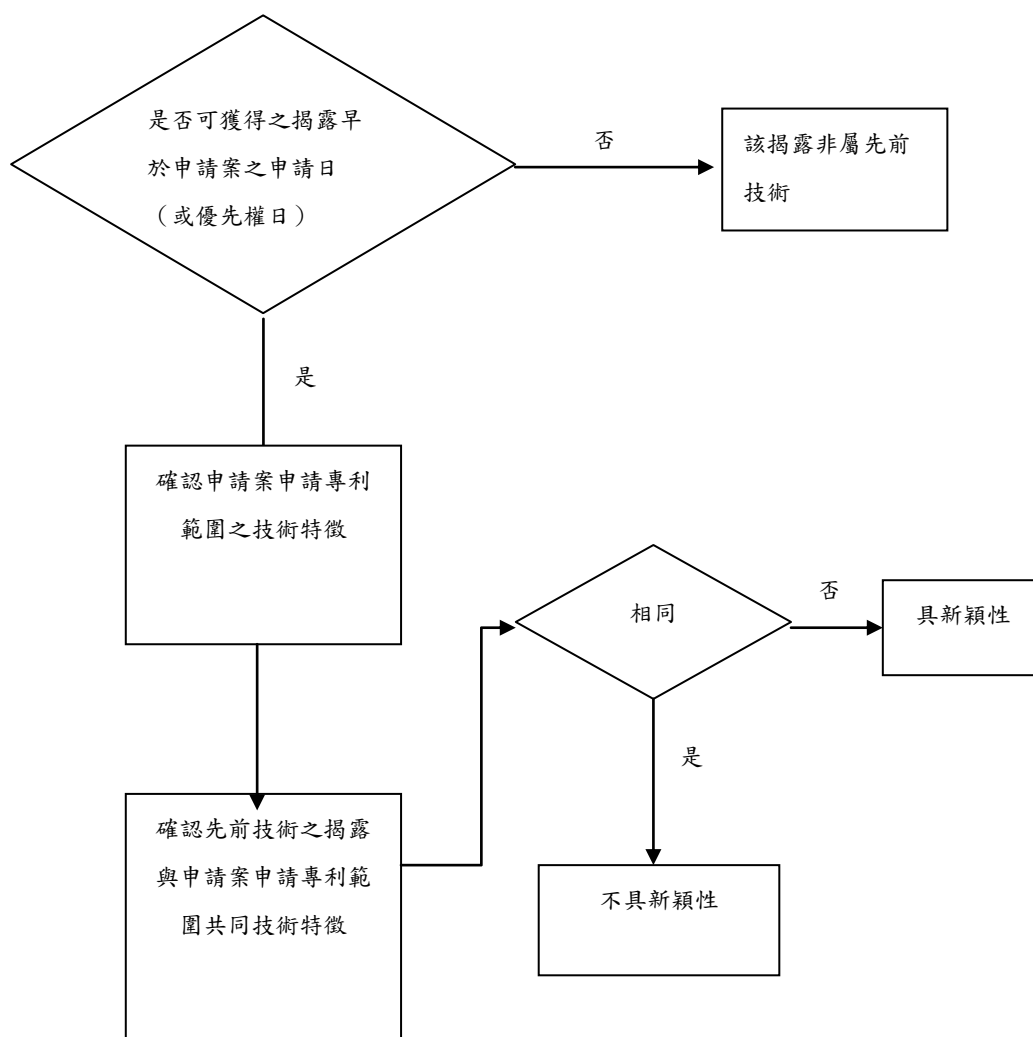 是否可獲得之揭露早
於申請案之申請日
（或優先權日）
否
該揭露非屬先前
技術
是
確認申請案申請專利
範圍之技術特徵
相同
否
具新穎性
是
確認先前技術之揭露
與申請案申請專利範
圍共同技術特徵
不具新穎性